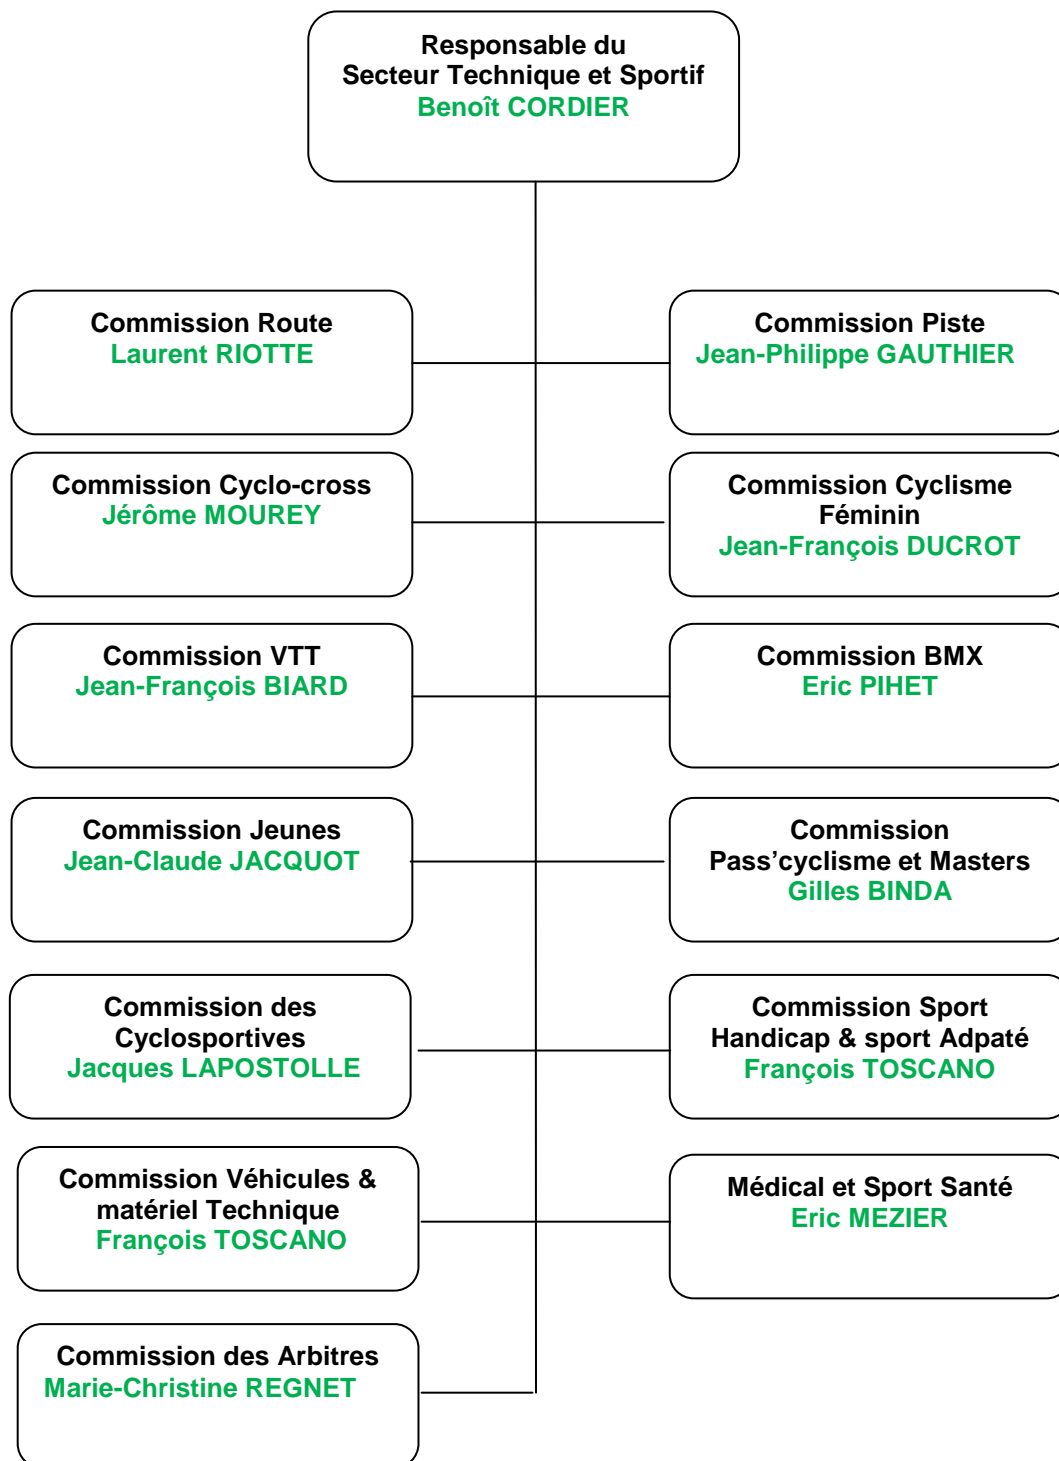 Responsable du
Secteur Technique et Sportif
Benoît CORDIER
Commission Route
Laurent RIOTTE
Commission Piste
Jean-Philippe GAUTHIER
Commission Cyclo-cross
Jérôme MOUREY
Commission Cyclisme
Féminin
Jean-François DUCROT
Commission VTT
Jean-François BIARD
Commission BMX
Eric PIHET
Commission Jeunes
Jean-Claude JACQUOT
Commission
Pass’cyclisme et Masters
Gilles BINDA
Commission des
Cyclosportives
Jacques LAPOSTOLLE
Commission Sport
Handicap & sport Adpaté
François TOSCANO
Commission Véhicules &
matériel Technique
François TOSCANO
Médical et Sport Santé
Eric MEZIER
Commission des Arbitres
Marie-Christine REGNET